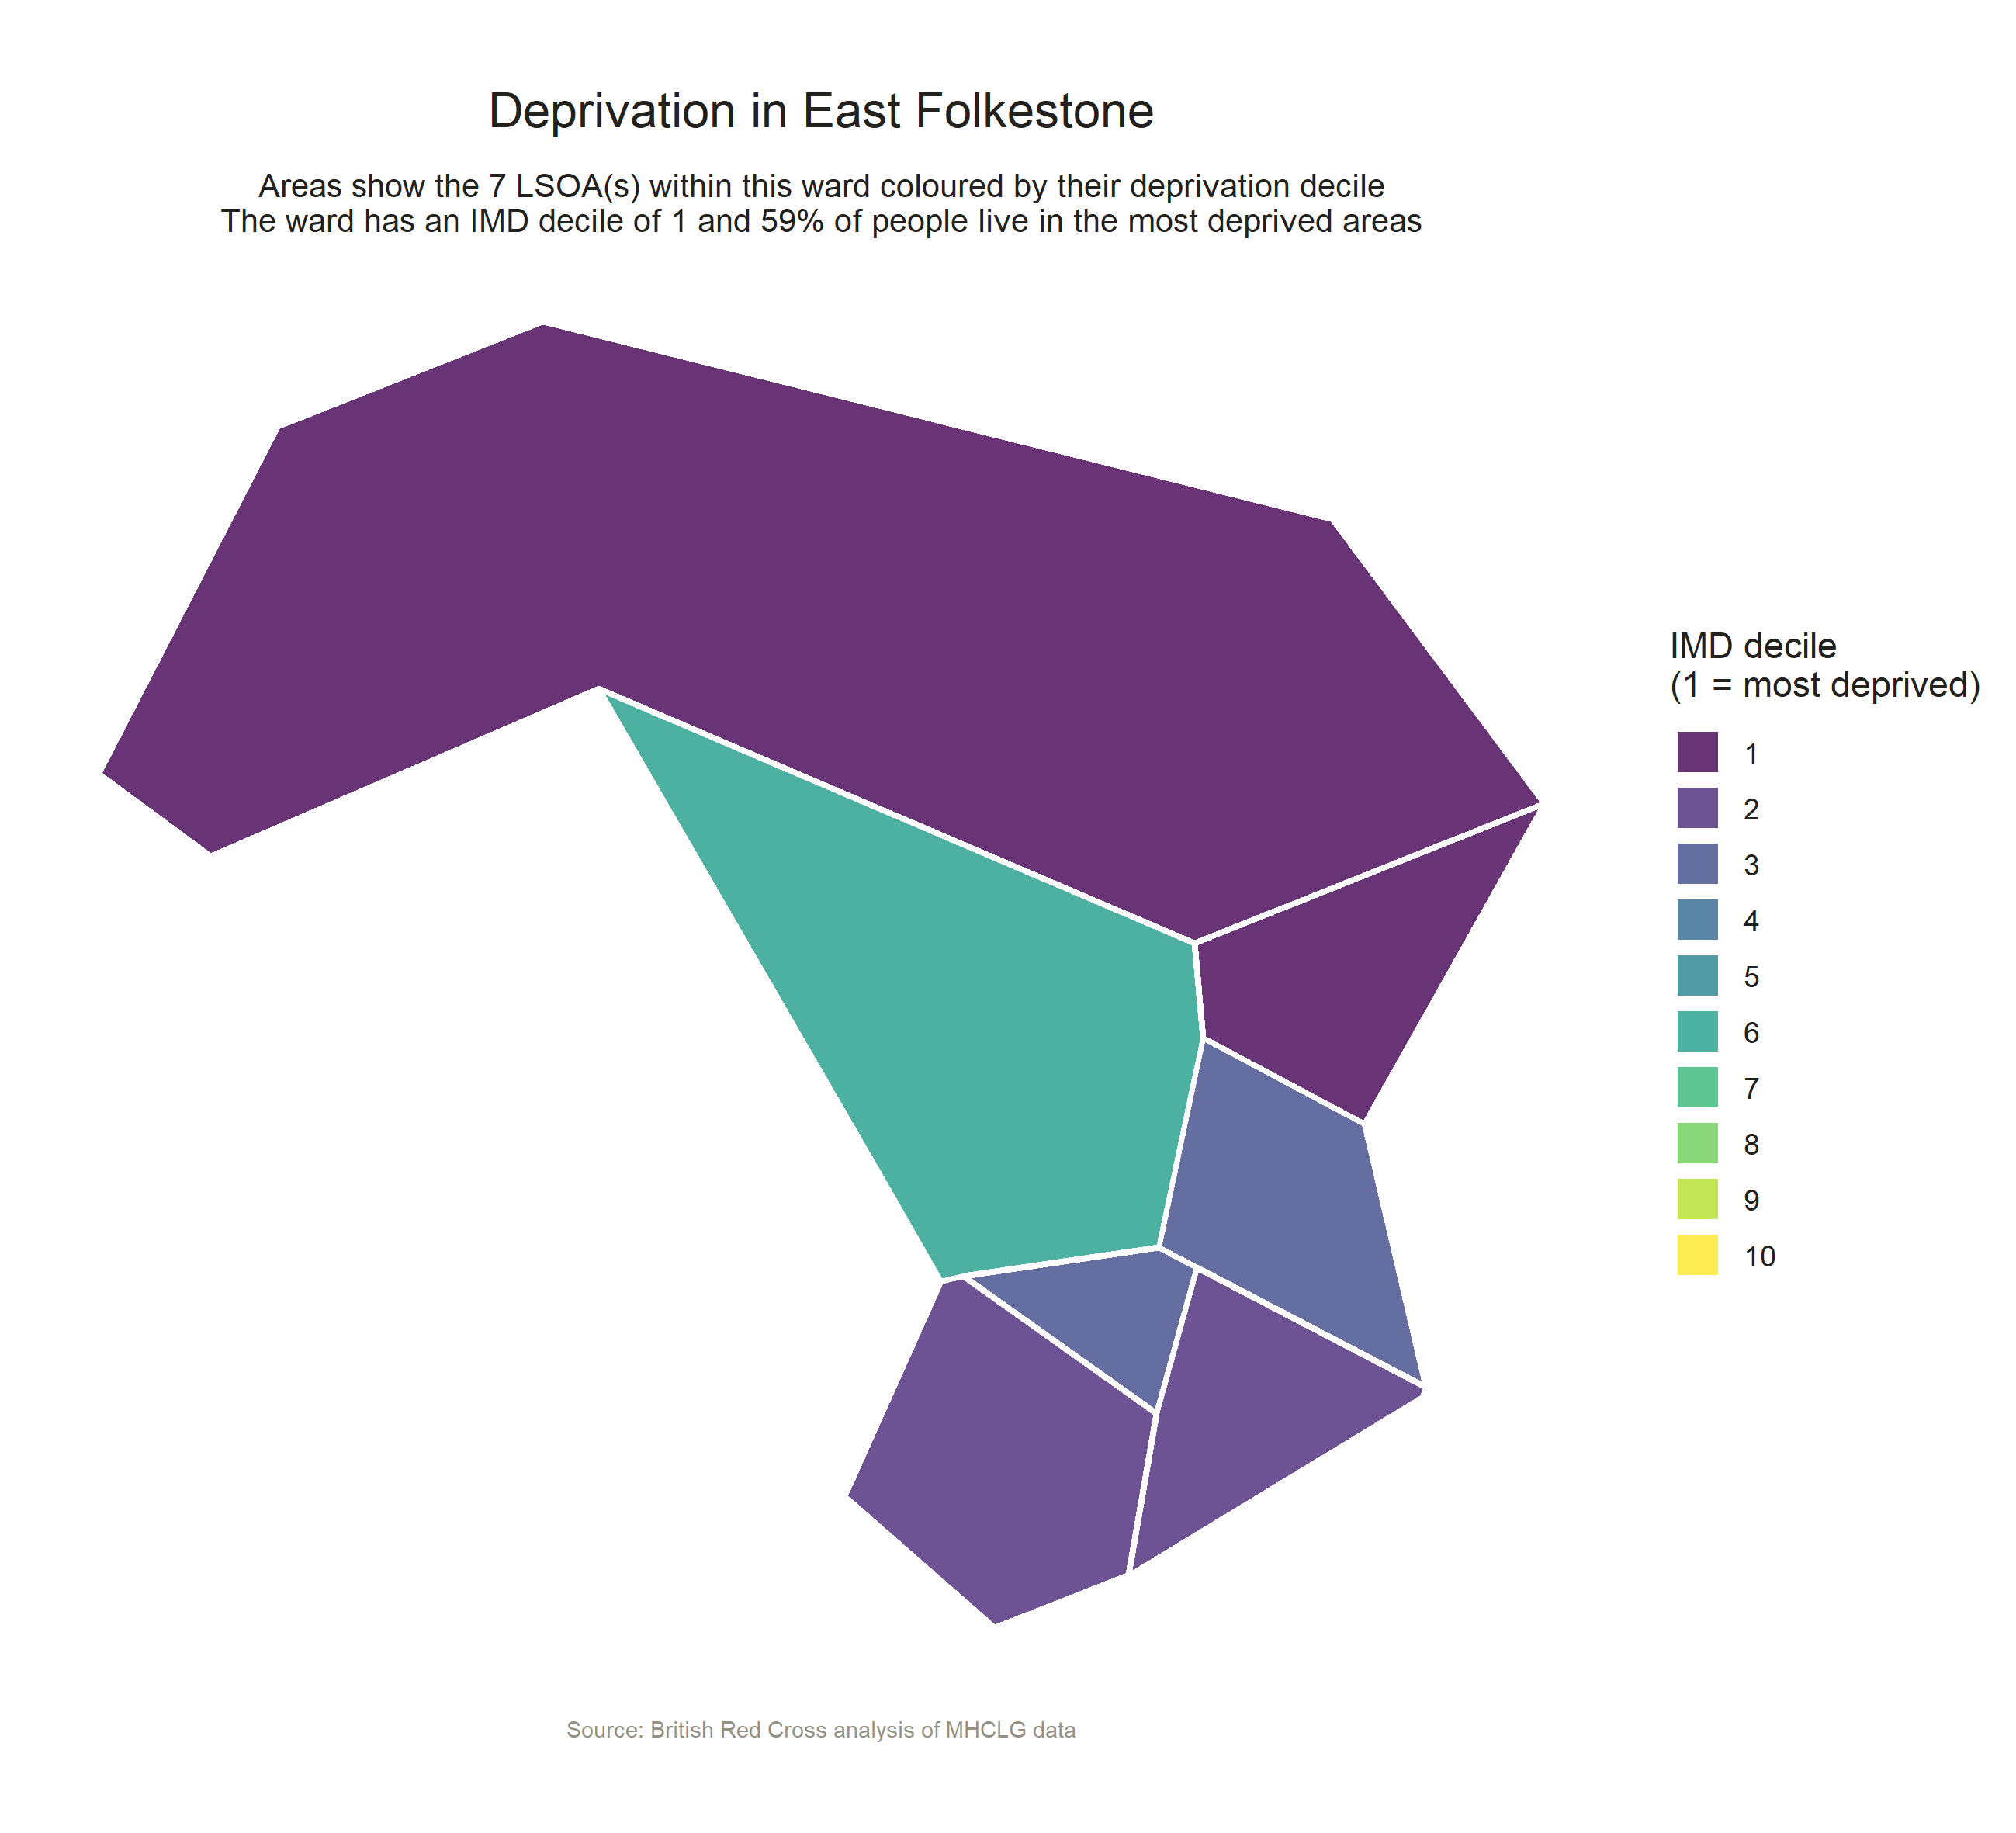 Deprivation in East Folkestone
Areas show the 7 LSOA(s) within this ward coloured by their deprivation decile
The ward has an IMD decile of 1 and 59% of people live in the most deprived areas
IMD decile
(1 = most deprived)
1
2
3
4
5
6
7
8
9
10
Source: British Red Cross analysis of MHCLG data